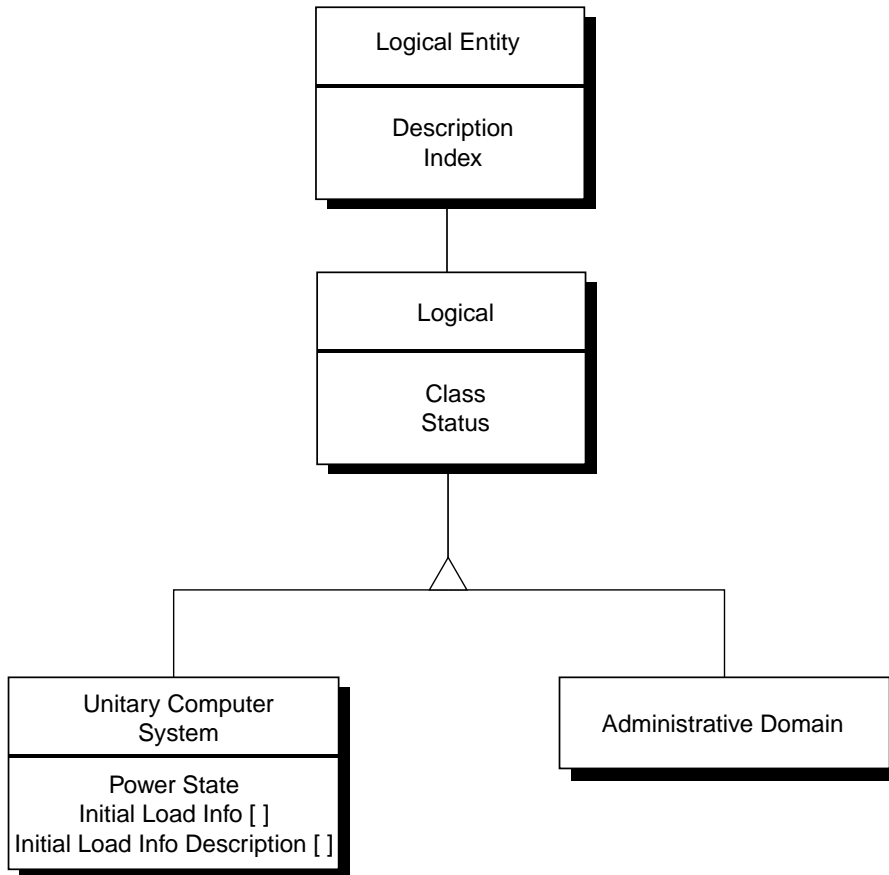 Logical Entity
Description
Index
Logical
Class
Status
Unitary Computer
System
Power State
Initial Load Info [ ]
Initial Load Info Description [ ]
Administrative Domain